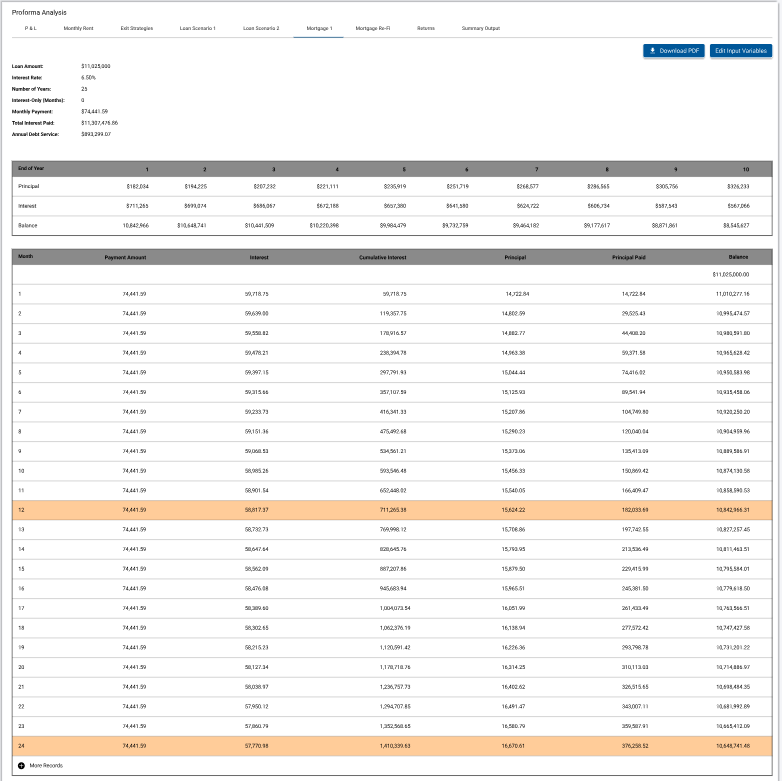 Proforma Analysis
P & L Monthly Rent Exit Strategies Loan Scenario 1 Loan Scenario 2 Mortgage 1 Mortgage Re-Fi Returns Summary Output
Download PDF Edit Input Variables
Loan Amount: $11,025,000
Interest Rate: 6.50%
Number of Years: 25
Interest-Only (Months): 0
Monthly Payment: $74,441.59
Total Interest Paid: $11,307,476.86
Annual Debt Service: $893,299.07
End of Year 1 2 3 4 5 6 7 8 9 10
Principal $182,034 $194,225 $207,232 $221,111 $235,919 $251,719 $268,577 $286,565 $305,756 $326,233
Interest $711,265 $699,074 $686,067 $672,188 $657,380 $641,580 $624,722 $606,734 $587,543 $567,066
Balance 10,842,966 $10,648,741 $10,441,509 $10,220,398 $9,984,479 $9,732,759 $9,464,182 $9,177,617 $8,871,861 $8,545,627
Month Payment Amount Interest Cumulative Interest Principal Principal Paid Balance
$11,025,000.00
1 74,441.59 59,718.75 59,718.75 14,722.84 14,722.84 11,010,277.16
2 74,441.59 59,639.00 119,357.75 14,802.59 29,525.43 10,995,474.57
3 74,441.59 59,558.82 178,916.57 14,882.77 44,408.20 10,980,591.80
4 74,441.59 59,478.21 238,394.78 14,963.38 59,371.58 10,965,628.42
5 74,441.59 59,397.15 297,791.93 15,044.44 74,416.02 10,950,583.98
6 74,441.59 59,315.66 357,107.59 15,125.93 89,541.94 10,935,458.06
7 74,441.59 59,233.73 416,341.33 15,207.86 104,749.80 10,920,250.20
8 74,441.59 59,151.36 475,492.68 15,290.23 120,040.04 10,904,959.96
9 74,441.59 59,068.53 534,561.21 15,373.06 135,413.09 10,889,586.91
10 74,441.59 58,985.26 593,546.48 15,456.33 150,869.42 10,874,130.58
11 74,441.59 58,901.54 652,448.02 15,540.05 166,409.47 10,858,590.53
12 74,441.59 58,817.37 711,265.38 15,624.22 182,033.69 10,842,966.31
13 74,441.59 58,732.73 769,998.12 15,708.86 197,742.55 10,827,257.45
14 74,441.59 58,647.64 828,645.76 15,793.95 213,536.49 10,811,463.51
15 74,441.59 58,562.09 887,207.86 15,879.50 229,415.99 10,795,584.01
16 74,441.59 58,476.08 945,683.94 15,965.51 245,381.50 10,779,618.50
17 74,441.59 58,389.60 1,004,073.54 16,051.99 261,433.49 10,763,566.51
18 74,441.59 58,302.65 1,062,376.19 16,138.94 277,572.42 10,747,427.58
19 74,441.59 58,215.23 1,120,591.42 16,226.36 293,798.78 10,731,201.22
20 74,441.59 58,127.34 1,178,718.76 16,314.25 310,113.03 10,714,886.97
21 74,441.59 58,038.97 1,236,757.73 16,402.62 326,515.65 10,698,484.35
22 74,441.59 57,950.12 1,294,707.85 16,491.47 343,007.11 10,681,992.89
23 74,441.59 57,860.79 1,352,568.65 16,580.79 359,587.91 10,665,412.09
24 74,441.59 57,770.98 1,410,339.63 16,670.61 376,258.52 10,648,741.48
More Records